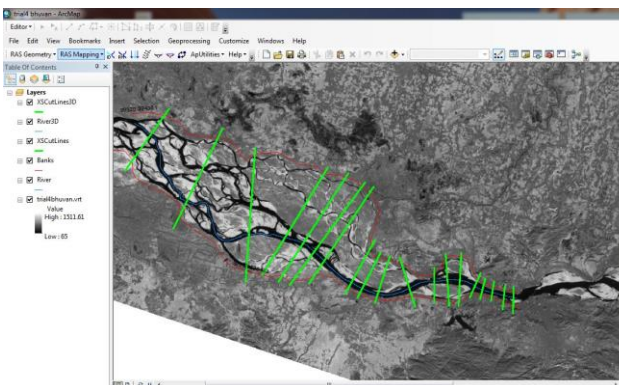 trial4 bhuvan - ArcMap
Editor
File Edit View Bookmarks Insert Selection Geoprocessing Customize Windows Help
RAS Geometry RAS Mapping ApUtilities Help
Table Of Contents
Layers
XSCutLines3D
River3D
XSCutLines
Banks
River
trial4bhuvan.vrt
Value
High : 1511.61
Low : 65